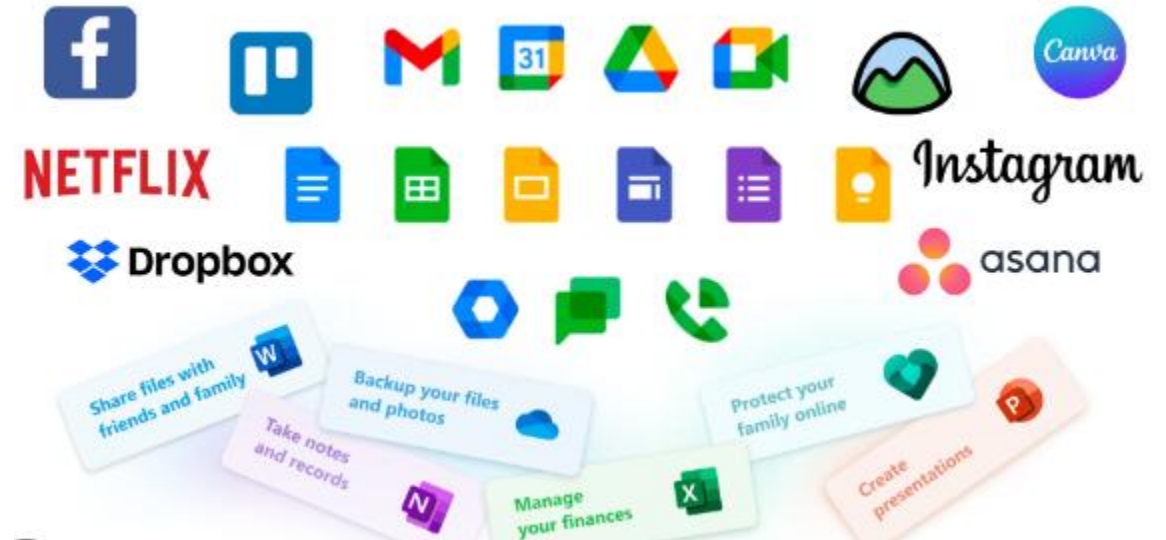 f
31
Canva
NETFLIX
Instagram
Dropbox
asana
W
Share files with
friends and family
Backup your files
and photos
Protect your
family online
P
Take notes
and records
N
Manage
your finances
X
Create
presentations